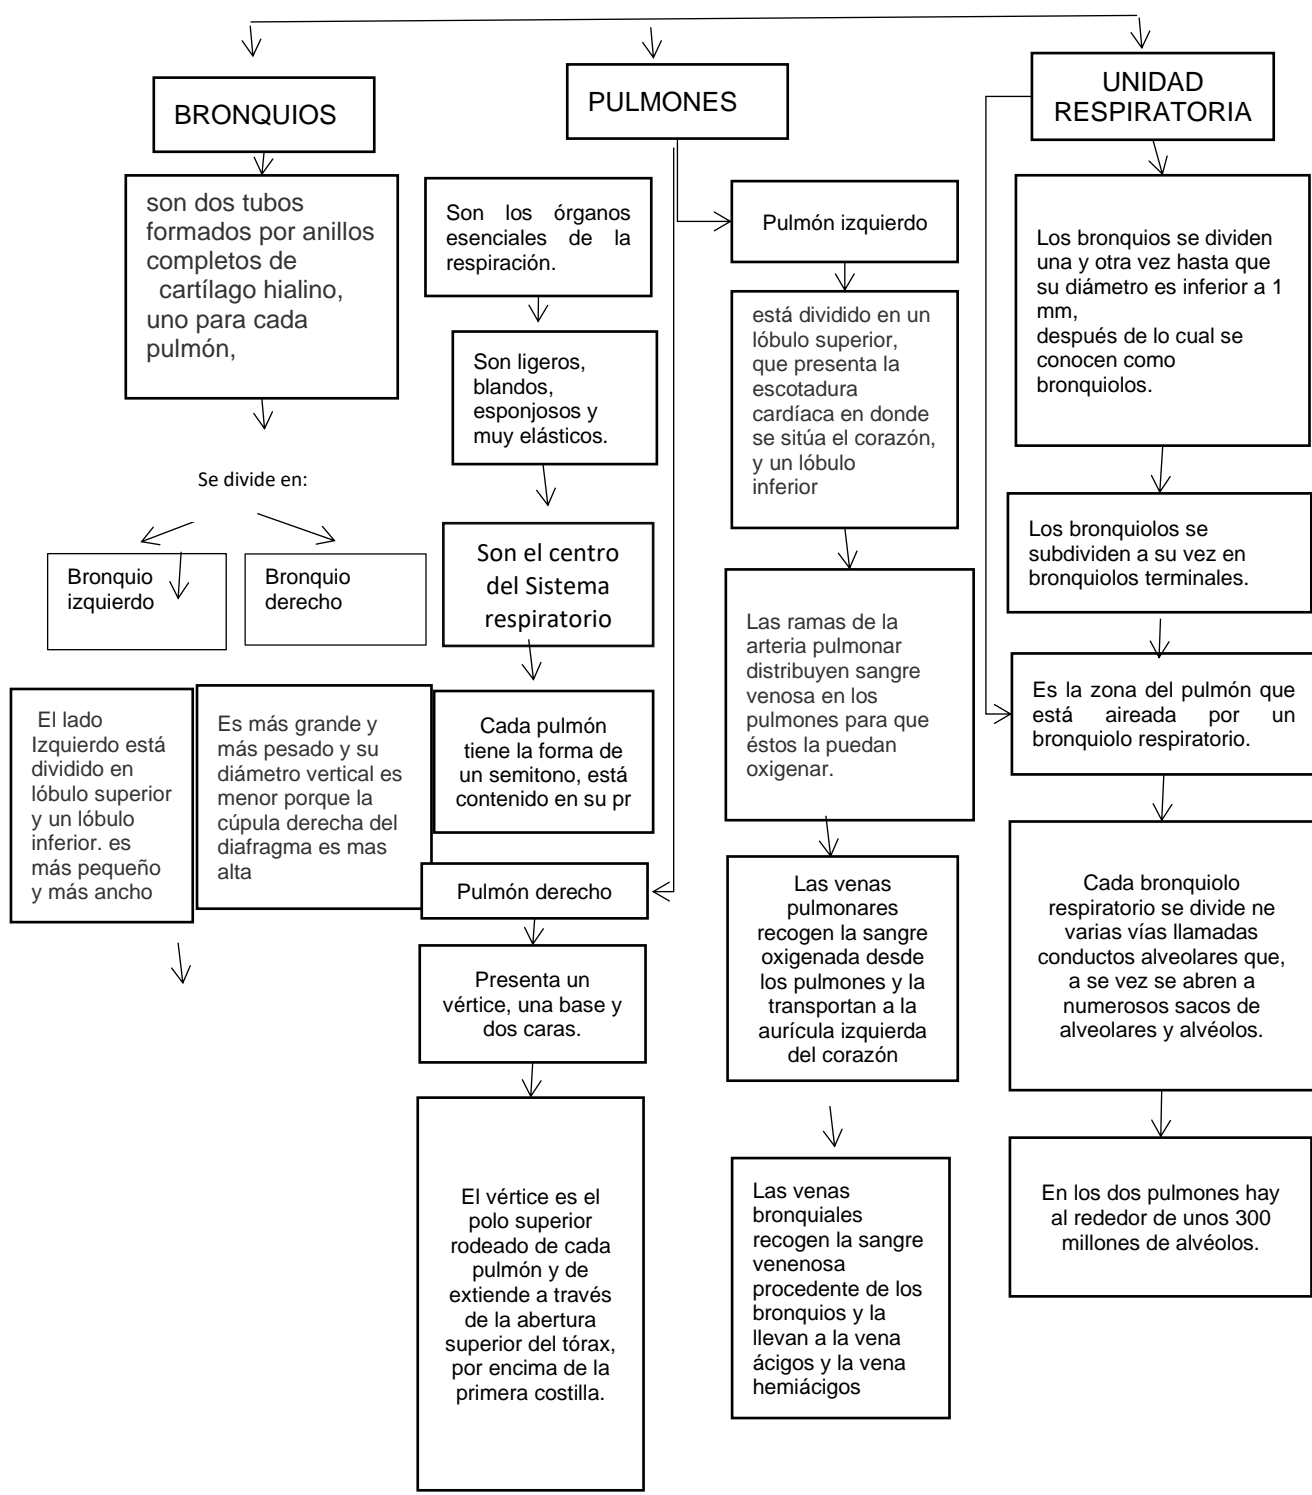 BRONQUIOS
son dos tubos
formados por anillos
completos de
cartílago hialino,
uno para cada
pulmón,
Se divide en:
Bronquio
izquierdo
Bronquio
derecho
El lado
Izquierdo está
dividido en
lóbulo superior
y un lóbulo
inferior. es
más pequeño
y más ancho
Es más grande y
más pesado y su
diámetro vertical es
menor porque la
cúpula derecha del
diafragma es mas
alta
PULMONES
Son los órganos
esenciales de la
respiración.
Son ligeros,
blandos,
esponjosos y
muy elásticos.
Son el centro
del Sistema
respiratorio
Cada pulmón
tiene la forma de
un semitono, está
contenido en su pr
Pulmón derecho
Presenta un
vértice, una base y
dos caras.
El vértice es el
polo superior
rodeado de cada
pulmón y de
extiende a través
de la abertura
superior del tórax,
por encima de la
primera costilla.
Pulmón izquierdo
está dividido en un
lóbulo superior,
que presenta la
escotadura
cardíaca en donde
se sitúa el corazón,
y un lóbulo
inferior
Las ramas de la
arteria pulmonar
distribuyen sangre
venosa en los
pulmones para que
éstos la puedan
oxigenar.
Las venas
pulmonares
recogen la sangre
oxigenada desde
los pulmones y la
transportan a la
aurícula izquierda
del corazón
Las venas
bronquiales
recogen la sangre
venenosa
procedente de los
bronquios y la
llevan a la vena
ácigos y la vena
hemiácigos
UNIDAD
RESPIRATORIA
Los bronquios se dividen
una y otra vez hasta que
su diámetro es inferior a 1
mm,
después de lo cual se
conocen como
bronquiolos.
Los bronquiolos se
subdividen a su vez en
bronquiolos terminales.
Es la zona del pulmón que
está aireada por un
bronquiolo respiratorio.
Cada bronquiolo
respiratorio se divide ne
varias vías llamadas
conductos alveolares que,
a se vez se abren a
numerosos sacos de
alveolares y alvéolos.
En los dos pulmones hay
al rededor de unos 300
millones de alvéolos.